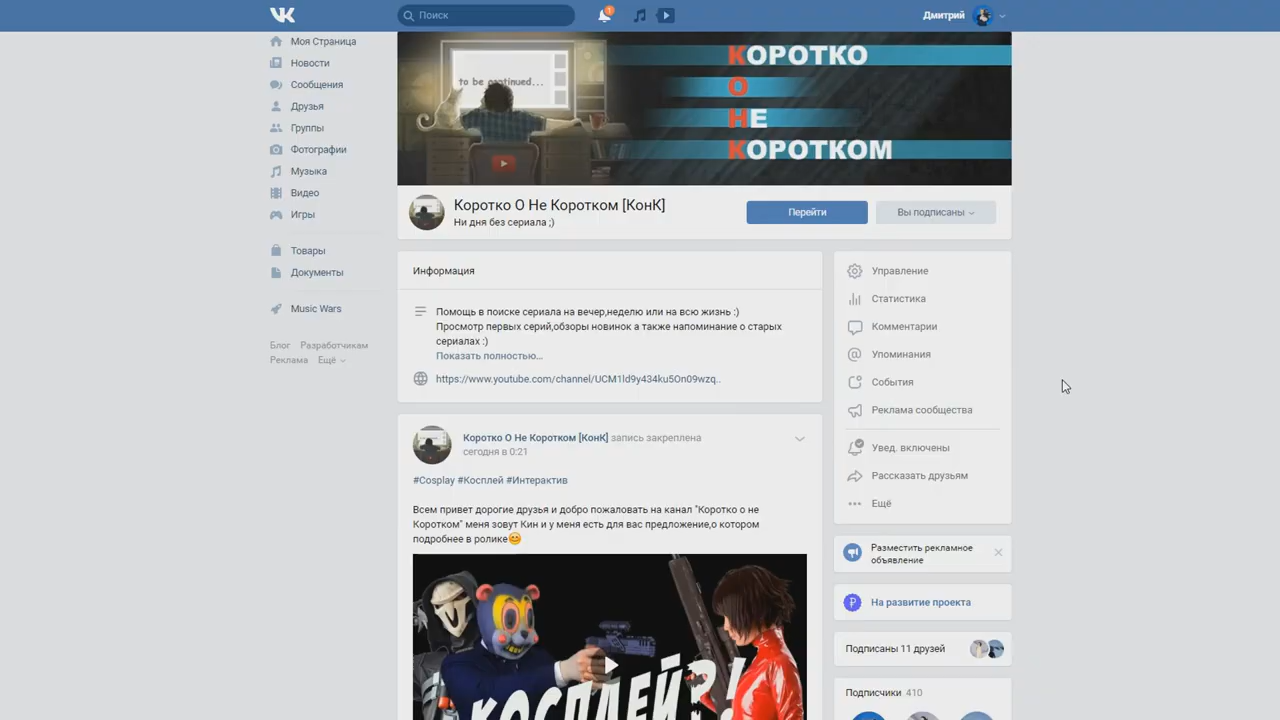 Поиск
1
Дмитрий
Моя Страница
Новости
Сообщения
Друзья
Группы
Фотографии
Музыка
Видео
Игры
Товары
Документы
Music Wars
Блог Разработчикам
Реклама Ещё
to be continued...
КОРОТКО
О
НЕ
КОРОТКОМ
Коротко О Не Коротком [КонК]
Ни дня без сериала ;)
Перейти
Вы подписаны
Информация
Помощь в поиске сериала на вечер,неделю или на всю жизнь :)
Просмотр первых серий,обзоры новинок а также напоминание о старых
сериалах :)
Показать полностью...
https://www.youtube.com/channel/UCM1ld9y434ku5On09wzq..
Коротко О Не Коротком [КонК] запись закреплена
сегодня в 0:21
#Cosplay #Косплей #Интерактив
Всем привет дорогие друзья и добро пожаловать на канал "Коротко о не
Коротком" меня зовут Кин и у меня есть для вас предложение,о котором
подробнее в ролике😊
КОСПЛЕЙ?!
Управление
Статистика
Комментарии
Упоминания
События
Реклама сообщества
Увед. включены
Рассказать друзьям
Ещё
Разместить рекламное
объявление
На развитие проекта
Подписаны 11 друзей
Подписчики 410